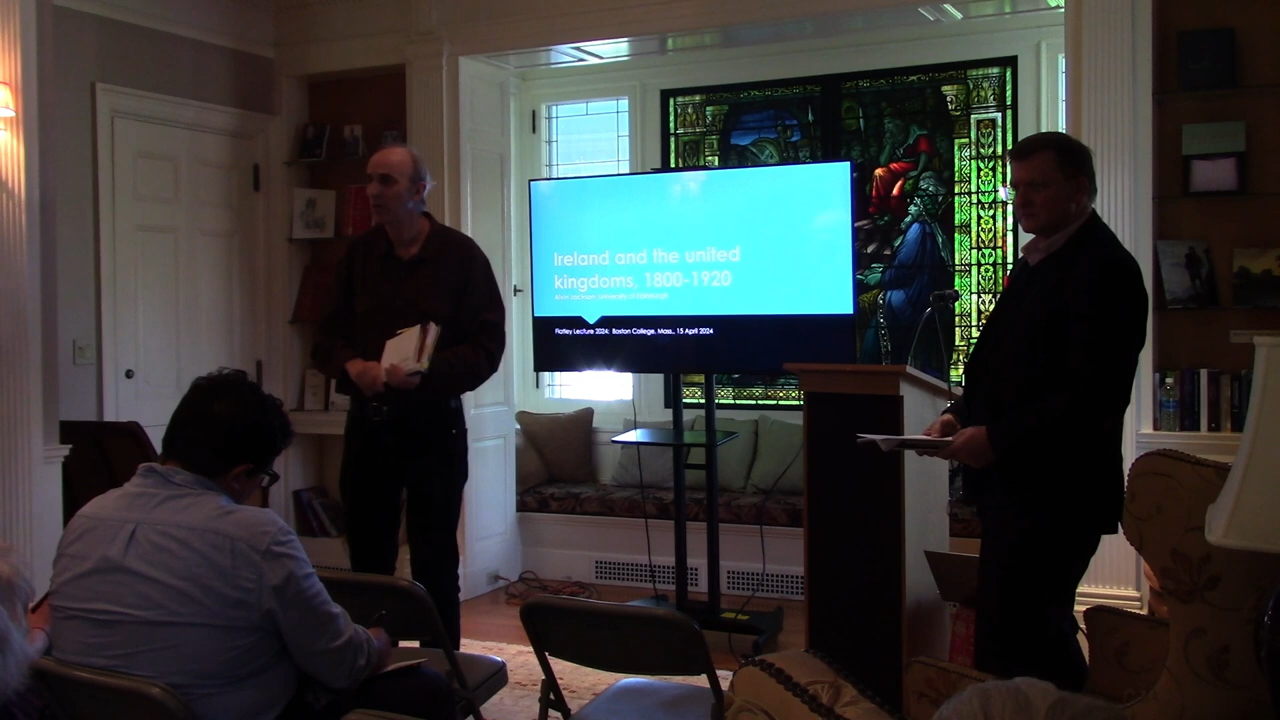 Ireland and the united
kingdoms, 1800-1920
Alvin Jackson, University of Edinburgh
Flatley Lecture 2024: Boston College, Mass., 15 April 2024